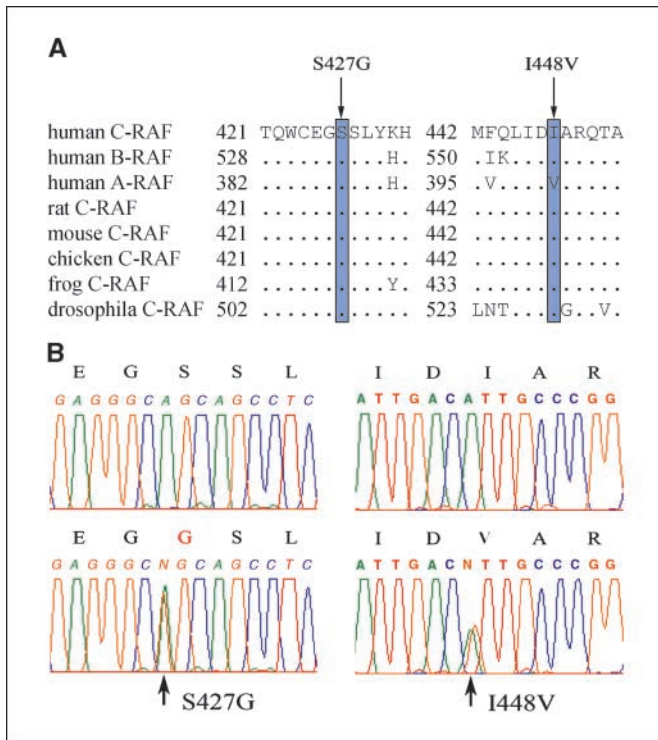 A
S427G I448V
human C-RAF 421 TQWCEGSSLYKH 442 MFQLIDIARQTA
human B-RAF 528 ..........H. 550 .IK.........
human A-RAF 382 ..........H. 395 .V....V.....
rat C-RAF 421 ............ 442 ............
mouse C-RAF 421 ............ 442 ............
chicken C-RAF 421 ............ 442 ............
frog C-RAF 412 ..........Y. 433 ............
drosophila C-RAF 502 ............ 523 LNT....G..V.
B
E G S S L I D I A R
GAGGGCAGCAGCCTC ATTGACATTGCCCGG
E G G S L I D V A R
GAGGGCNGCAGCCTC ATTGACNTTGCCCGG
S427G I448V